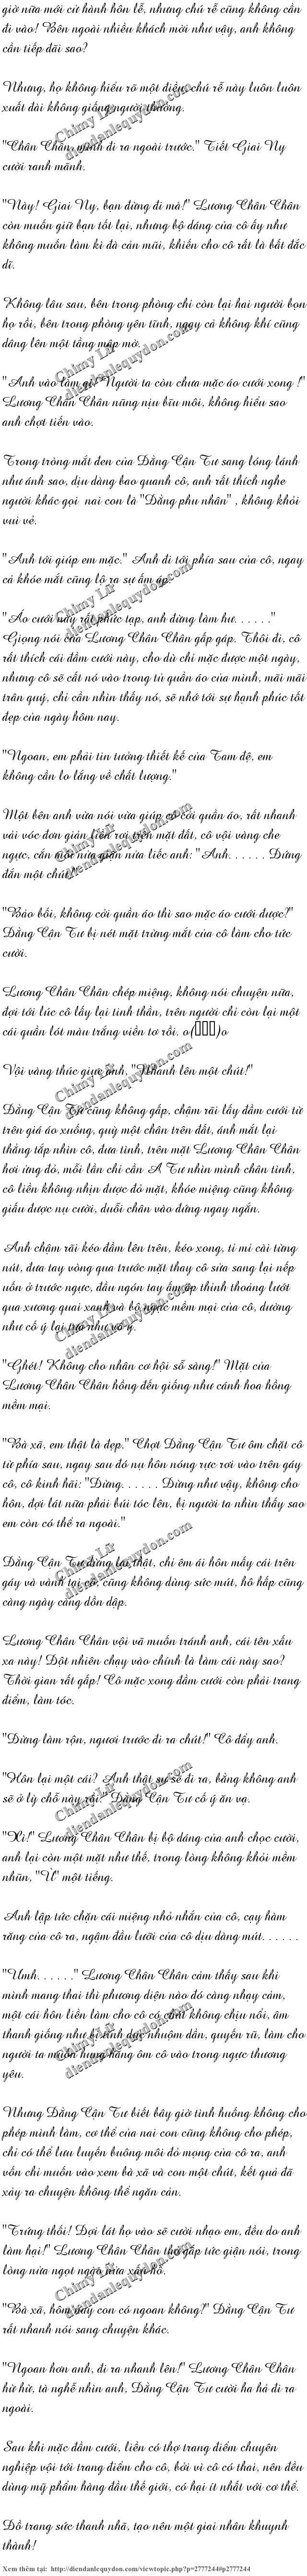 giờ nữa mới cử hành hôn lễ, nhưng chú rể cũng không cần
đi vào! Bên ngoài nhiều khách mời như vậy, anh không
cần tiếp đãi sao?
Nhưng, họ không hiểu rõ một điều, chú rể này luôn luôn
xuất bài không giống người thường.
"Chân Chân, mình đi ra ngoài trước." Tiết Giai Ny
cười ranh mãnh.
"Này! Giai Ny, bạn đừng đi mà!" Lương Chân Chân
còn muốn giữ bạn tốt lại, nhưng bộ dáng của cô ấy như
không muốn làm kì đà cản mũi, khiến cho cô rất là bất đắc
dĩ.
Không lâu sau, bên trong phòng chỉ còn lại hai người bọn
họ rồi, bên trong phòng yên tĩnh, ngay cả không khí cũng
dâng lên một tầng mập mờ.
"Anh vào làm gì? Người ta còn chưa mặc áo cưới xong !"
Lương Chân Chân nũng nịu bĩu môi, không hiểu sao
anh chợt tiến vào.
Trong tròng mắt đen của Đằng Cận Tư sang lóng lánh
như ánh sao, dịu dàng bao quanh cô, anh rất thích nghe
người khác gọi nai con là "Đằng phu nhân" , không khỏi
vui vẻ.
"Anh tới giúp em mặc." Anh đi tới phía sau của cô, ngay
cả khóe mắt cũng lộ ra sự ấm áp.
"Áo cưới này rất phức tạp, anh đừng làm hư. . . . . ."
Giọng nói của Lương Chân Chân gấp gáp. Thôi đi, cô
rất thích cái đầm cưới này, cho dù chỉ mặc được một ngày,
nhưng cô sẽ cất nó vào trong tủ quần áo của mình, mãi mãi
trân quý, chỉ cần nhìn thấy nó, sẽ nhớ tới sự hạnh phúc tốt
đẹp của ngày hôm nay.
"Ngoan, em phải tin tưởng thiết kế của Tam đệ, em
không cần lo lắng về chất lượng."
Một bên anh vừa nói vừa giúp cô cởi quần áo, rất nhanh
vải vóc đơn giản liền rơi trên mặt đất, cô vội vàng che
ngực, cắn môi nửa giận nửa liếc anh: "Anh. . . . . . Đứng
đắn một chút!"
"Bảo bối, không cởi quần áo thì sao mặc áo cưới được?"
Đằng Cận Tư bị nét mặt trừng mắt của cô làm cho tức
cười.
Lương Chân Chân chép miệng, không nói chuyện nữa,
đợi tới lúc cô lấy lại tinh thần, trên người chỉ còn lại một
cái quần lót màu trắng viền tơ rồi. o(▯▯▯)o
Vội vàng thúc giục anh, "Nhanh lên một chút!"
Đằng Cận Tư cũng không gấp, chậm rãi lấy đầm cưới từ
trên giá áo xuống, quỳ một chân trên đất, ánh mắt lại
thẳng tắp nhìn cô, đưa tình, trên mặt Lương Chân Chân
hơi ửng đỏ, mỗi lần chỉ cần A Tư nhìn mình chân tình,
cô liền không nhịn được đỏ mặt, khóe miệng cũng không
giấu được nụ cười, duỗi chân vào đứng ngay ngắn.
Anh chậm rãi kéo đầm lên trên, kéo xong, tỉ mỉ cài từng
nút, đưa tay vòng qua trước mặt thay cô sửa sang lại nếp
uốn ở trước ngực, đầu ngón tay ấm áp thỉnh thoảng lướt
qua xương quai xanh và bộ ngực mềm mại của cô, dường
như cố ý lại tựa như vô ý.
"Ghét! Không cho nhân cơ hội sỗ sàng!" Mặt của
Lương Chân Chân hồng đến giống như cánh hoa hồng
mềm mại.
"Bà xã, em thật là đẹp." Chợt Đằng Cận Tư ôm chặt cô
từ phía sau, ngay sau đó nụ hôn nóng rực rơi vào trên gáy
cô, cô kinh hãi: "Đừng. . . . . . Đừng như vậy, không cho
hôn, đợi lát nữa phải búi tóc lên, bị người ta nhìn thấy sao
em còn có thể ra ngoài."
Đằng Cận Tư dừng lại thật, chỉ êm ái hôn mấy cái trên
gáy và vành tai cô, cũng không dùng sức mút, hô hấp cũng
càng ngày càng dồn dập.
Lương Chân Chân vội vã muốn tránh anh, cái tên xấu
xa này! Đột nhiên chạy vào chính là làm cái này sao?
Thời gian rất gấp! Cô mặc xong đầm cưới còn phải trang
điểm, làm tóc.
"Đừng làm rộn, ngươi trước đi ra chút!" Cô đẩy anh.
"Hôn lại một cái? Anh thật sự sẽ đi ra, bằng không anh
sẽ ở lỳ chỗ này rồi?" Đằng Cận Tư cố ý ăn vạ.
"Xì!" Lương Chân Chân bị bộ dáng của anh chọc cười,
anh lại còn một mặt như thế, trong lòng không khỏi mềm
nhũn, "Ừ" một tiếng.
Anh lập tức chặn cái miệng nhỏ nhắn của cô, cạy hàm
răng của cô ra, ngậm đầu lưỡi của cô dịu dàng mút. . . . . .
"Umh. . . . . ." Lương Chân Chân cảm thấy sau khi
mình mang thai thì phương diện nào đó càng nhạy cảm,
một cái hôn liền làm cho cô có chút không chịu nổi, âm
muốn hung hăng ôm cô vào trong ngực thương
yêu.
Nhưng Đằng Cận Tư biết bây giờ tình huống không cho
phép mình làm, cơ thể của nai con cũng không cho phép,
chỉ có thể lưu luyến buông môi đỏ mọng của cô ra, anh
vốn chỉ muốn vào xem bà xã và con một chút, kết quả đã
xảy ra chuyện không thể ngăn cản.
"Trứng thối! Đợi lát họ vào sẽ cười nhạo em, đều do anh
làm hại!" Lương Chân Chân thở gấp tức giận nói, trong
lòng nửa ngọt ngào nửa xấu hổ.
"Bà xã, hôm nay con có ngoan không?" Đằng Cận Tư
rất nhanh nói sang chuyện khác.
"Ngoan hơn anh, đi ra nhanh lên!" Lương Chân Chân
hừ hừ, tà nghễ nhìn anh, Đằng Cận Tư cười ha hả đi ra
ngoài.
Sau khi mặc đầm cưới, liền có thợ trang điểm chuyên
nghiệp vội tới trang điểm cho cô, bởi vì cô có thai, nên đều
dùng mỹ phẩm hàng đầu thế giới, có hại ít nhất với cơ thể.
Đồ trang sức thanh nhã, tạo nên một giai nhân khuynh
thành!
Xem thêm tại: http://diendanlequydon.com/viewtopic.php?p=2777244#p2777244